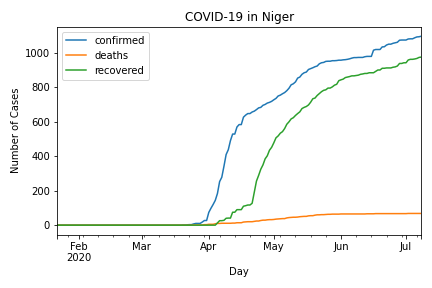 COVID-19 in Niger
confirmed
deaths
recovered
Number of Cases
1000
800
600
400
200
0
Feb Mar Apr May Jun Jul
2020
Day